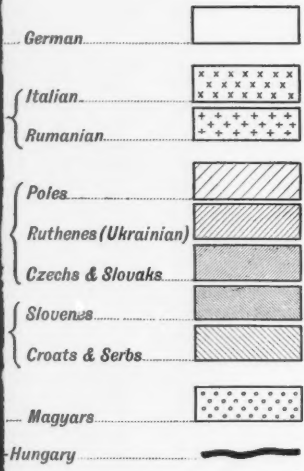 German
Italian
Rumanian
Poles
Ruthenes (Ukrainian)
Czechs & Slovaks
Slovenes
Croats & Serbs
Magyars
Hungary